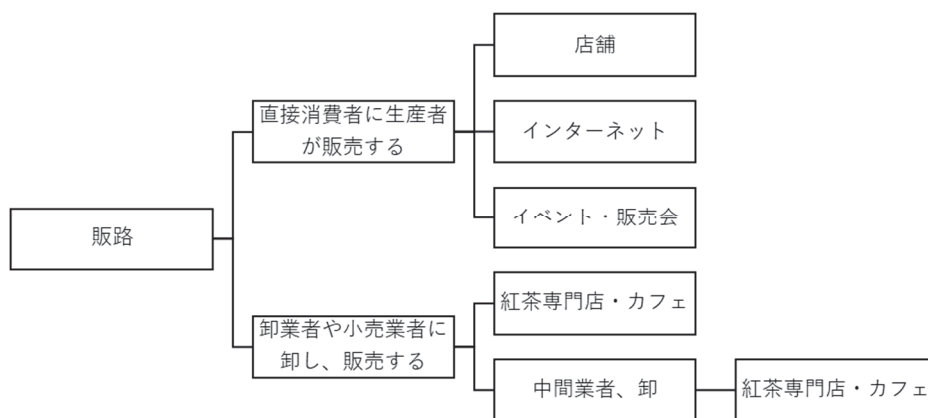 店舗
直接消費者に生産者
が販売する
インターネット
イベント・販売会
販路
紅茶専門店・カフェ
卸業者や小売業者に
卸し、販売する
中間業者、卸
紅茶専門店・カフェ